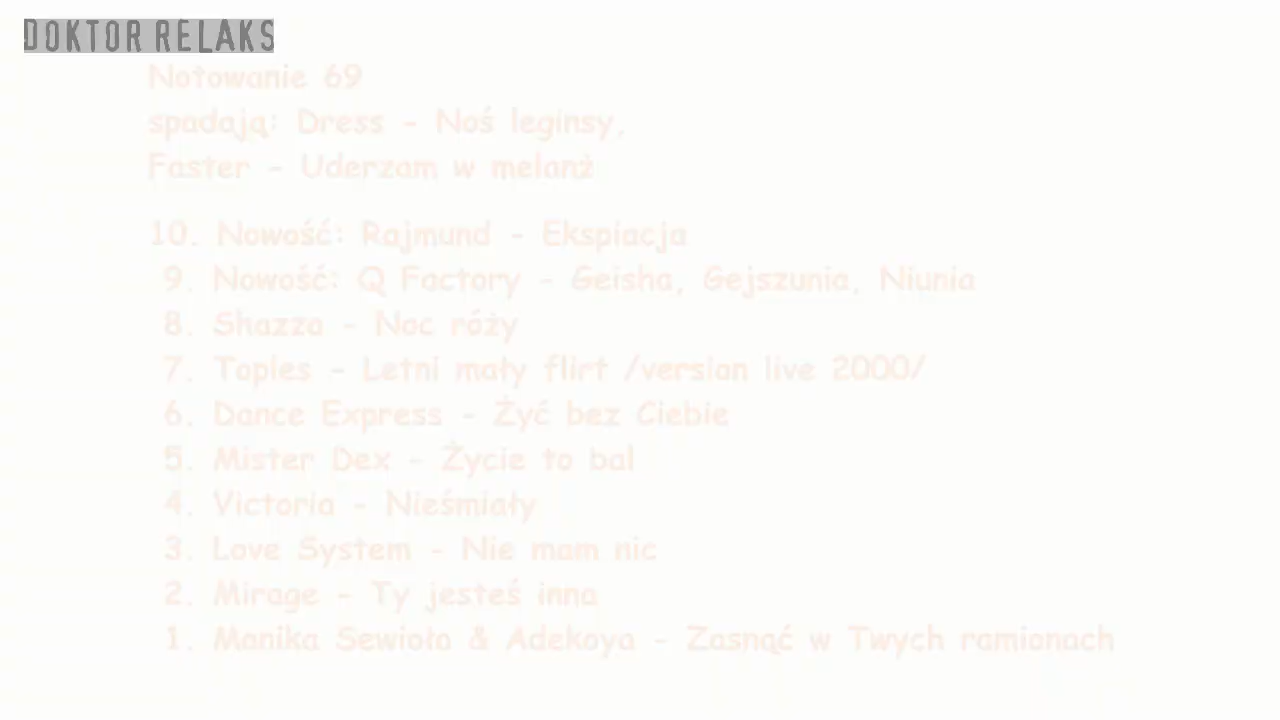 DOKTOR RELAKS
Notowanie 69
spadają: Dress - Noś leginsy,
Faster - Uderzam w melanż
10. Nowość: Rajmund - Ekspiacja
9. Nowość: Q Factory - Geisha, Gejszunia, Niunia
8. Shazza - Noc róży
7. Toples - Letni mały flirt /version live 2000/
6. Dance Express - Żyć bez Ciebie
5. Mister Dex - Życie to bal
4. Victoria - Nieśmiały
3. Love System - Nie mam nic
2. Mirage - Ty jesteś inna
1. Monika Sewioło & Adekoya - Zasnąć w Twych ramionach